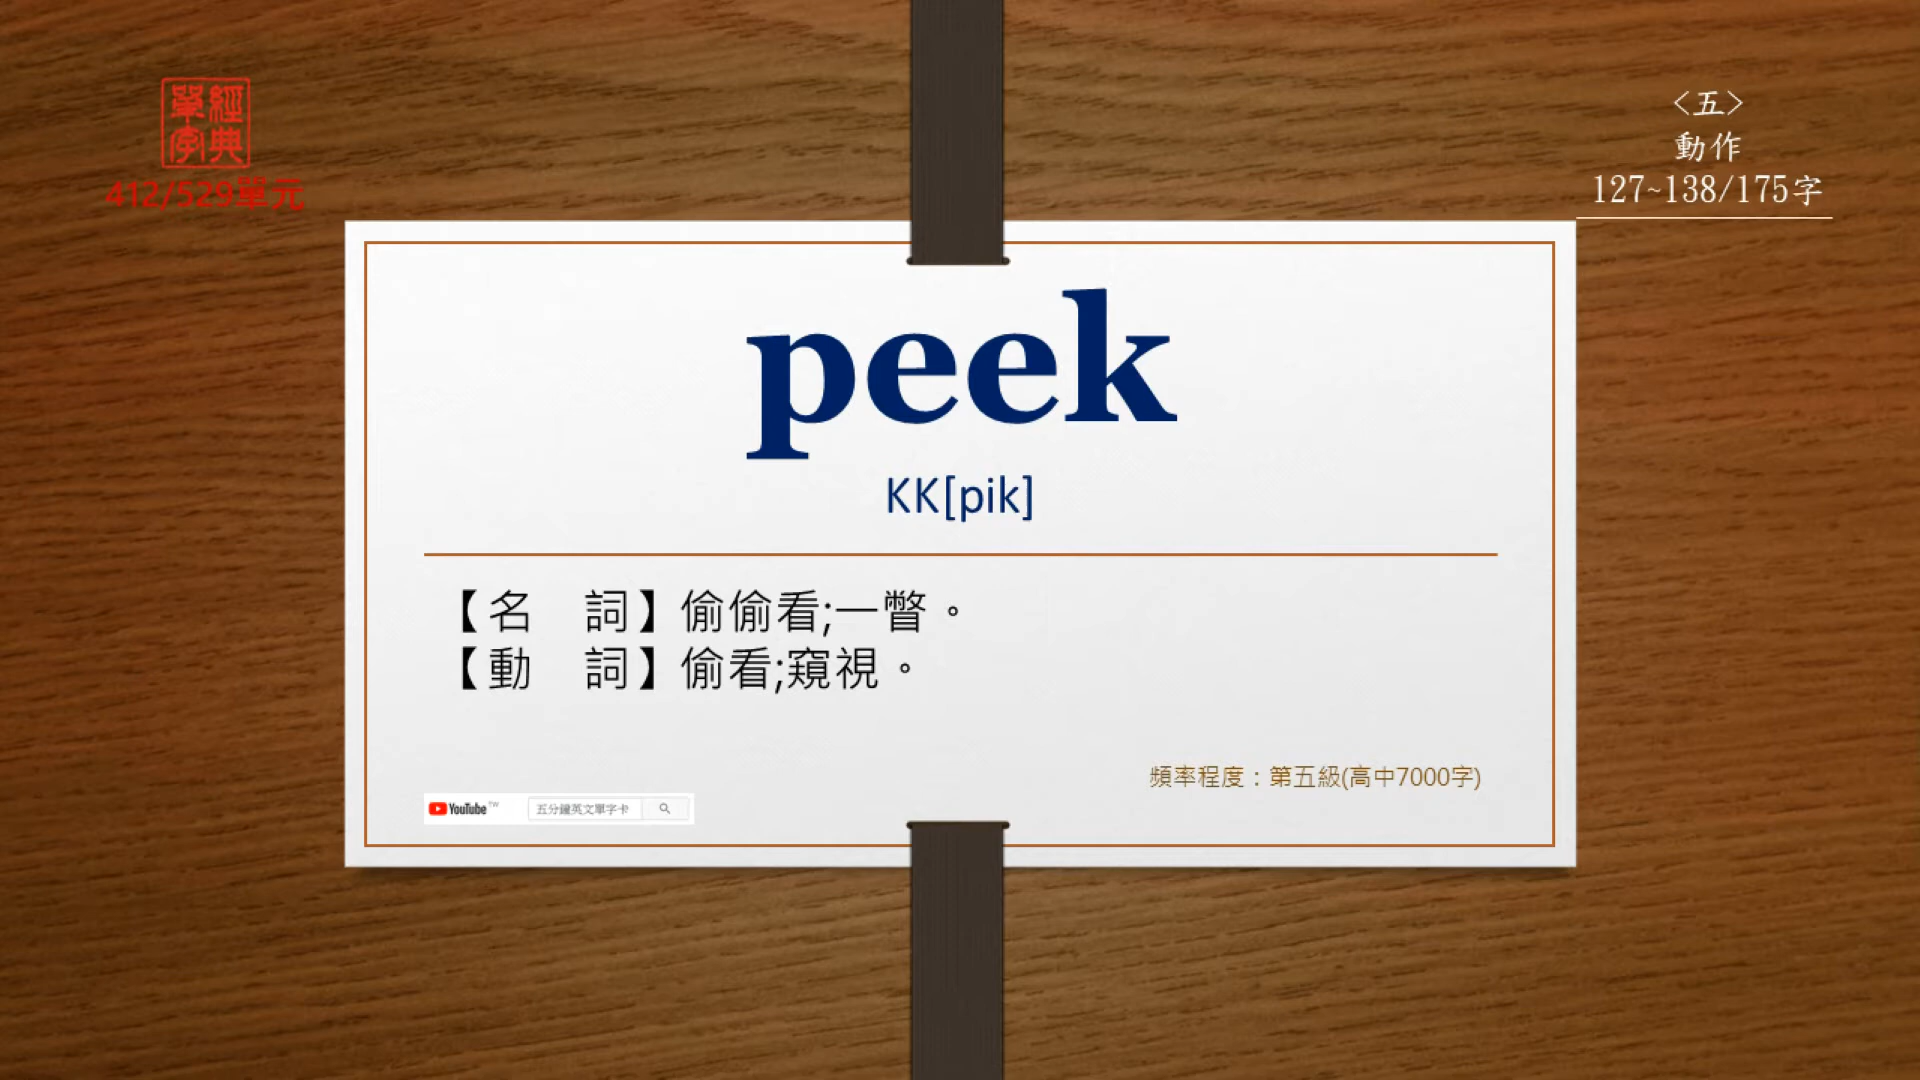 經典
單字
412/529單元
<五>
動作
127~138/175字
peek
KK[pik]
【名　詞】偷偷看;一瞥。
【動　詞】偷看;窺視。
頻率程度：第五級(高中7000字)
YouTube TW
五分鐘英文單字卡